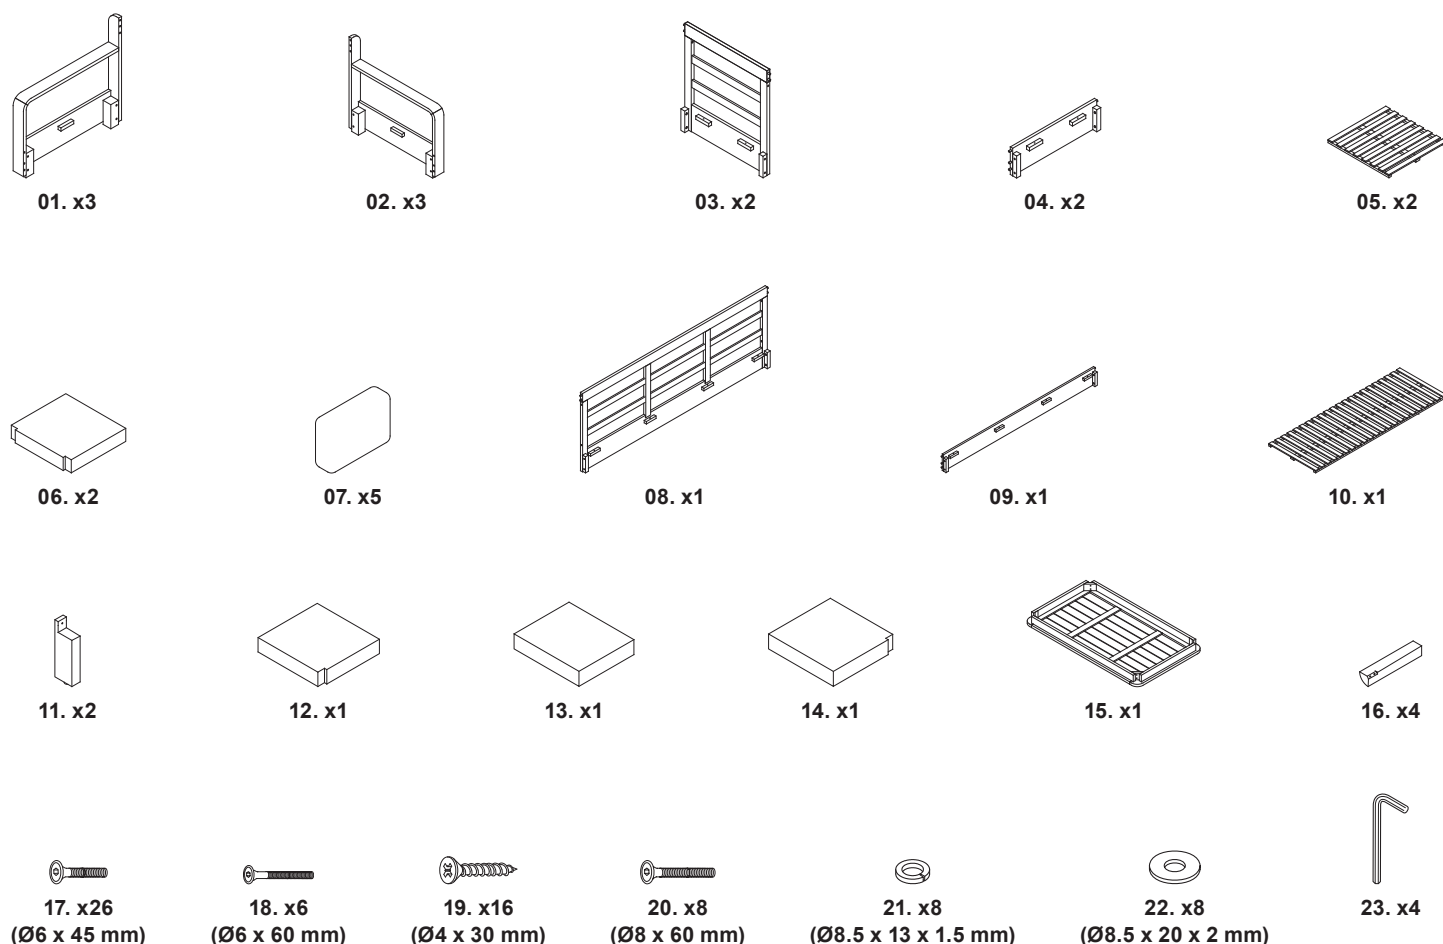 01. x3
02. x3
03. x2
04. x2
05. x2
06. x2
07. x5
08. x1
09. x1
10. x1
11. x2
12. x1
13. x1
14. x1
15. x1
16. x4
17. x26
(Ø6 x 45 mm)
18. x6
(Ø6 x 60 mm)
19. x16
(Ø4 x 30 mm)
20. x8
(Ø8 x 60 mm)
21. x8
(Ø8.5 x 13 x 1.5 mm)
22. x8
(Ø8.5 x 20 x 2 mm)
23. x4